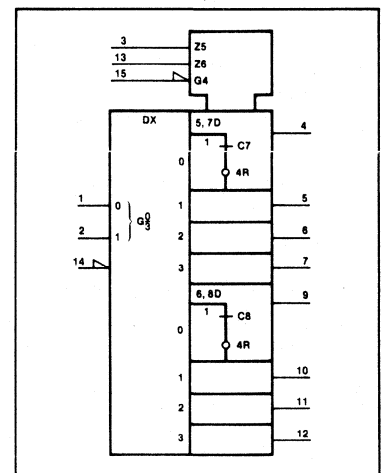 3 Z5
13 Z6
15 G4
DX 5, 7D 4
1 C7
0 4R
1 0 1 5
G 0/3
2 1 2 6
14 3 7
6, 8D 9
1 C8
0 4R
1 10
2 11
3 12